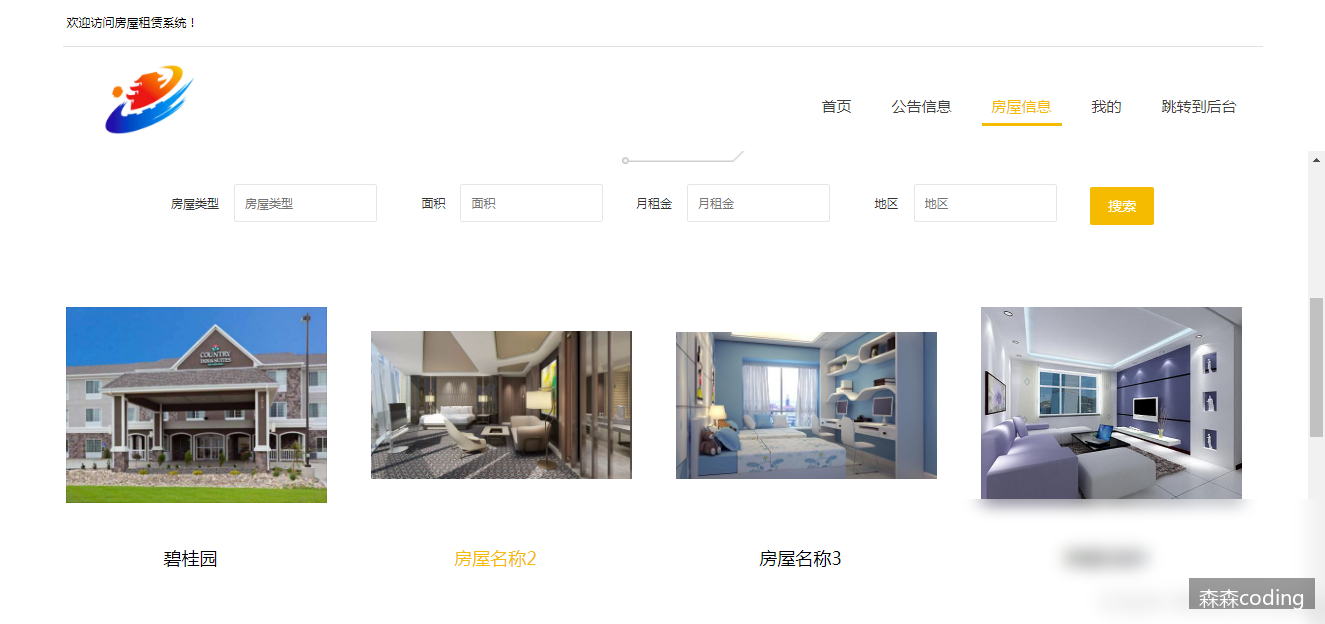 欢迎访问房屋租赁系统！
首页 公告信息 房屋信息 我的 跳转到后台
房屋类型 房屋类型 面积 面积 月租金 月租金 地区 地区 搜索
COUNTRY
INN & SUITES
碧桂园 房屋名称2 房屋名称3
森森coding